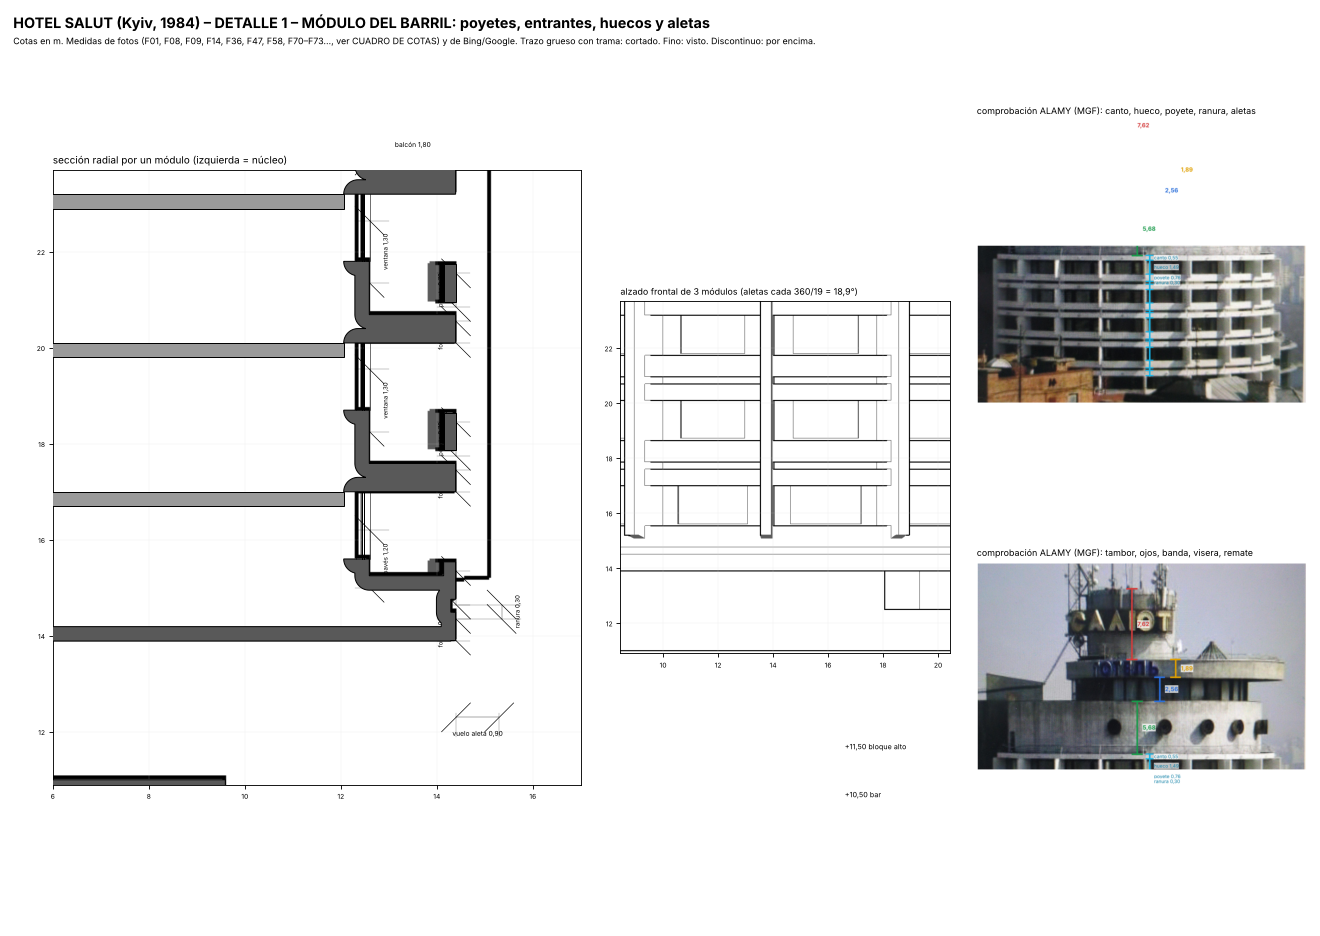 HOTEL SALUT (Kyiv, 1984) – DETALLE 1 – MÓDULO DEL BARRIL: poyetes, entrantes, huecos y aletas
Cotas en m. Medidas de fotos (F01, F08, F09, F14, F36, F47, F58, F70–F73..., ver CUADRO DE COTAS) y de Bing/Google. Trazo grueso con trama: cortado. Fino: visto. Discontinuo: por encima.
balcón 1,80
sección radial por un módulo (izquierda = núcleo)
22
20
18
16
14
12
6
8
10
12
14
16
ventana 1,30
ventana 1,30
ranura 0,30
vuelo aleta 0,90
alzado frontal de 3 módulos (aletas cada 360/19 = 18,9°)
22
20
18
16
14
12
10
12
14
16
18
20
+11,50 bloque alto
+10,50 bar
comprobación ALAMY (MGF): canto, hueco, poyete, ranura, aletas
7,62
1,89
2,56
5,68
comprobación ALAMY (MGF): tambor, ojos, banda, visera, remate
САЛЮТ
7,62
1,89
2,56
5,68
poyete 0,78
ranura 0,30